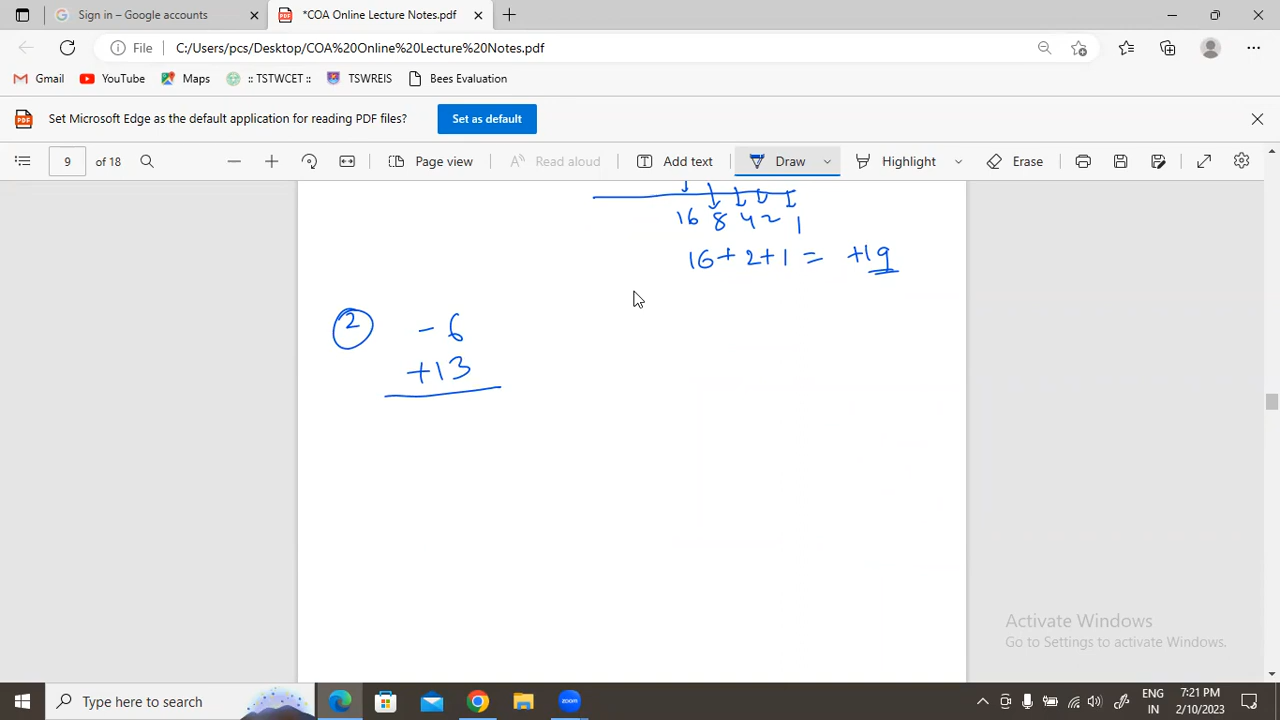 Sign in – Google accounts
*COA Online Lecture Notes.pdf
File C:/Users/pcs/Desktop/COA%20Online%20Lecture%20Notes.pdf
Gmail YouTube Maps :: TSTWCET :: TSWREIS Bees Evaluation
Set Microsoft Edge as the default application for reading PDF files? Set as default
9 of 18 Page view Read aloud Add text Draw Highlight Erase
16 8 4 2 1
16+ 2+1 = +19
2 - 6
+13
Activate Windows
Go to Settings to activate Windows.
Type here to search
ENG
IN
7:21 PM
2/10/2023